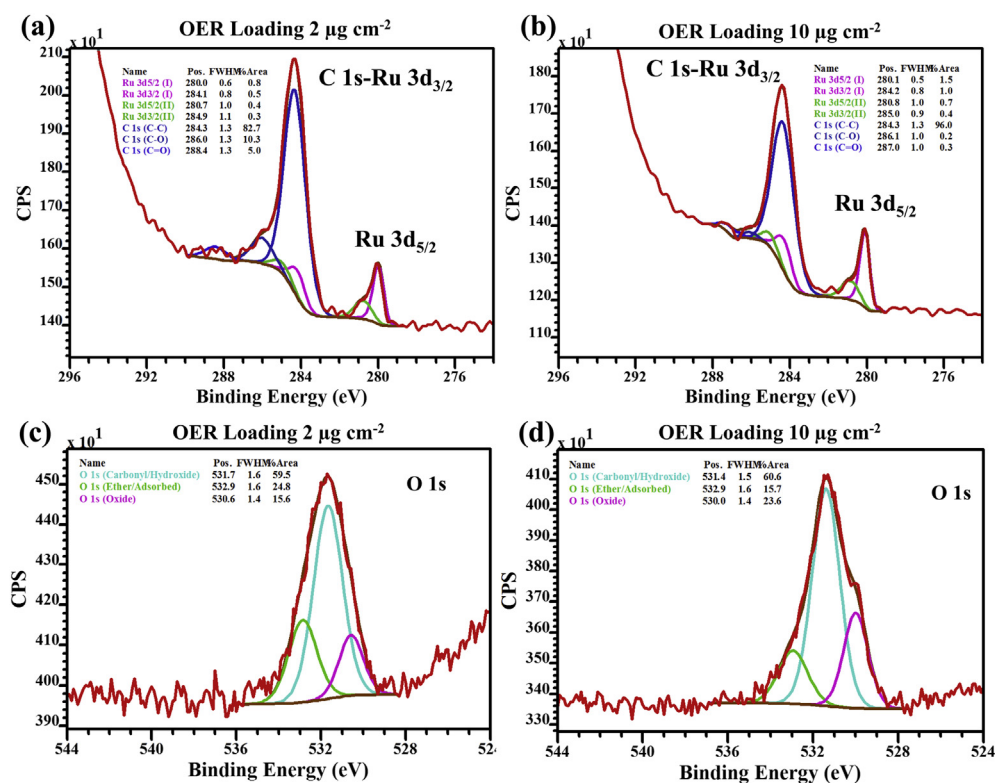 (a) OER Loading 2 µg cm-2
x 10¹
210
200
190
180
170
160
150
140
CPS
Name Pos. FWHM %Area
Ru 3d5/2 (I) 280.0 0.6 0.8
Ru 3d3/2 (I) 284.1 0.8 0.5
Ru 3d5/2(II) 280.7 1.0 0.4
Ru 3d3/2(II) 284.9 1.1 0.3
C 1s (C-C) 284.3 1.3 82.7
C 1s (C-O) 286.0 1.3 10.3
C 1s (C=O) 288.4 1.3 5.0
C 1s-Ru 3d3/2
Ru 3d5/2
296 292 288 284 280 276
Binding Energy (eV)
(b) OER Loading 10 µg cm-2
x 10¹
180
170
160
150
140
130
120
110
CPS
C 1s-Ru 3d3/2
Name Pos. FWHM %Area
Ru 3d5/2 (I) 280.1 0.5 1.5
Ru 3d3/2 (I) 284.2 0.8 1.0
Ru 3d5/2(II) 280.8 1.0 0.7
Ru 3d3/2(II) 285.0 0.9 0.4
C 1s (C-C) 284.3 1.3 96.0
C 1s (C-O) 286.1 1.0 0.2
C 1s (C=O) 287.0 1.0 0.3
Ru 3d5/2
296 292 288 284 280 276
Binding Energy (eV)
(c) OER Loading 2 µg cm-2
x 10¹
450
440
430
420
410
400
390
CPS
Name Pos. FWHM %Area
O 1s (Carbonyl/Hydroxide) 531.7 1.6 59.5
O 1s (Ether/Adsorbed) 532.9 1.6 24.8
O 1s (Oxide) 530.6 1.4 15.6
O 1s
544 540 536 532 528 524
Binding Energy (eV)
(d) OER Loading 10 µg cm-2
x 10¹
410
400
390
380
370
360
350
340
330
CPS
Name Pos. FWHM %Area
O 1s (Carbonyl/Hydroxide) 531.4 1.5 60.6
O 1s (Ether/Adsorbed) 532.9 1.6 15.7
O 1s (Oxide) 530.0 1.4 23.6
O 1s
544 540 536 532 528 524
Binding Energy (eV)